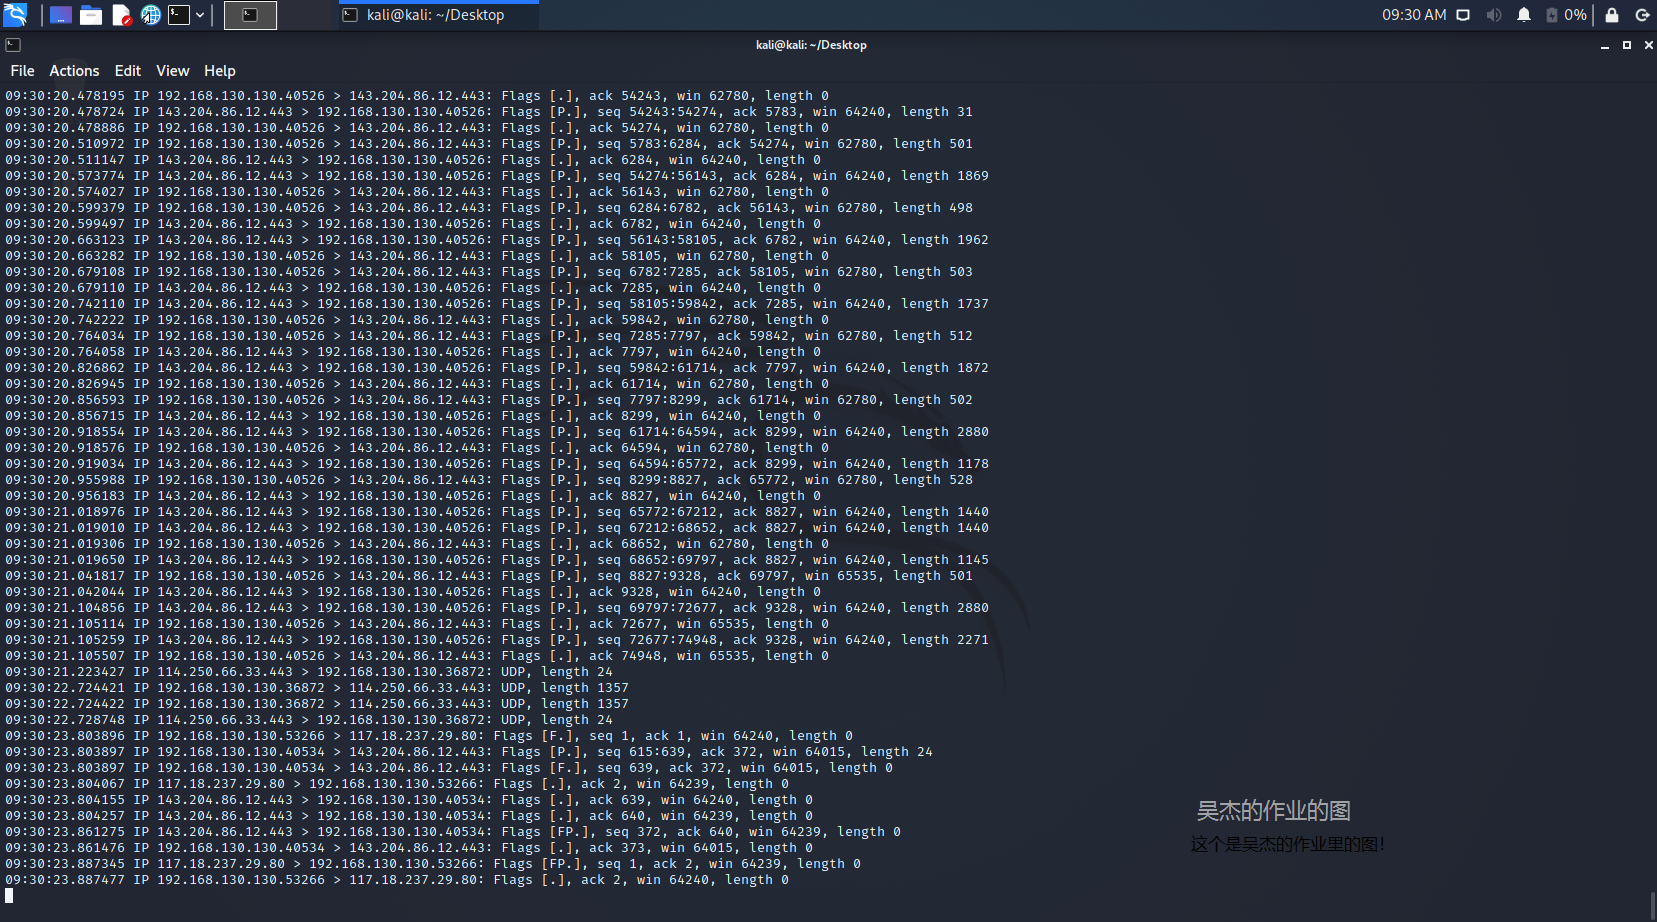 kali@kali: ~/Desktop
09:30 AM
0%
kali@kali: ~/Desktop
File Actions Edit View Help
09:30:20.478195 IP 192.168.130.130.40526 > 143.204.86.12.443: Flags [.], ack 54243, win 62780, length 0
09:30:20.478724 IP 143.204.86.12.443 > 192.168.130.130.40526: Flags [P.], seq 54243:54274, ack 5783, win 64240, length 31
09:30:20.478886 IP 192.168.130.130.40526 > 143.204.86.12.443: Flags [.], ack 54274, win 62780, length 0
09:30:20.510972 IP 192.168.130.130.40526 > 143.204.86.12.443: Flags [P.], seq 5783:6284, ack 54274, win 62780, length 501
09:30:20.511147 IP 143.204.86.12.443 > 192.168.130.130.40526: Flags [.], ack 6284, win 64240, length 0
09:30:20.573774 IP 143.204.86.12.443 > 192.168.130.130.40526: Flags [P.], seq 54274:56143, ack 6284, win 64240, length 1869
09:30:20.574027 IP 192.168.130.130.40526 > 143.204.86.12.443: Flags [.], ack 56143, win 62780, length 0
09:30:20.599379 IP 192.168.130.130.40526 > 143.204.86.12.443: Flags [P.], seq 6284:6782, ack 56143, win 62780, length 498
09:30:20.599497 IP 143.204.86.12.443 > 192.168.130.130.40526: Flags [.], ack 6782, win 64240, length 0
09:30:20.663123 IP 143.204.86.12.443 > 192.168.130.130.40526: Flags [P.], seq 56143:58105, ack 6782, win 64240, length 1962
09:30:20.663282 IP 192.168.130.130.40526 > 143.204.86.12.443: Flags [.], ack 58105, win 62780, length 0
09:30:20.679108 IP 192.168.130.130.40526 > 143.204.86.12.443: Flags [P.], seq 6782:7285, ack 58105, win 62780, length 503
09:30:20.679110 IP 143.204.86.12.443 > 192.168.130.130.40526: Flags [.], ack 7285, win 64240, length 0
09:30:20.742110 IP 143.204.86.12.443 > 192.168.130.130.40526: Flags [P.], seq 58105:59842, ack 7285, win 64240, length 1737
09:30:20.742222 IP 192.168.130.130.40526 > 143.204.86.12.443: Flags [.], ack 59842, win 62780, length 0
09:30:20.764034 IP 192.168.130.130.40526 > 143.204.86.12.443: Flags [P.], seq 7285:7797, ack 59842, win 62780, length 512
09:30:20.764058 IP 143.204.86.12.443 > 192.168.130.130.40526: Flags [.], ack 7797, win 64240, length 0
09:30:20.826862 IP 143.204.86.12.443 > 192.168.130.130.40526: Flags [P.], seq 59842:61714, ack 7797, win 64240, length 1872
09:30:20.826945 IP 192.168.130.130.40526 > 143.204.86.12.443: Flags [.], ack 61714, win 62780, length 0
09:30:20.856593 IP 192.168.130.130.40526 > 143.204.86.12.443: Flags [P.], seq 7797:8299, ack 61714, win 62780, length 502
09:30:20.856715 IP 143.204.86.12.443 > 192.168.130.130.40526: Flags [.], ack 8299, win 64240, length 0
09:30:20.918554 IP 143.204.86.12.443 > 192.168.130.130.40526: Flags [P.], seq 61714:64594, ack 8299, win 64240, length 2880
09:30:20.918576 IP 192.168.130.130.40526 > 143.204.86.12.443: Flags [.], ack 64594, win 62780, length 0
09:30:20.919034 IP 143.204.86.12.443 > 192.168.130.130.40526: Flags [P.], seq 64594:65772, ack 8299, win 64240, length 1178
09:30:20.955988 IP 192.168.130.130.40526 > 143.204.86.12.443: Flags [P.], seq 8299:8827, ack 65772, win 62780, length 528
09:30:20.956183 IP 143.204.86.12.443 > 192.168.130.130.40526: Flags [.], ack 8827, win 64240, length 0
09:30:21.018976 IP 143.204.86.12.443 > 192.168.130.130.40526: Flags [P.], seq 65772:67212, ack 8827, win 64240, length 1440
09:30:21.019010 IP 143.204.86.12.443 > 192.168.130.130.40526: Flags [P.], seq 67212:68652, ack 8827, win 64240, length 1440
09:30:21.019306 IP 192.168.130.130.40526 > 143.204.86.12.443: Flags [.], ack 68652, win 62780, length 0
09:30:21.019650 IP 143.204.86.12.443 > 192.168.130.130.40526: Flags [P.], seq 68652:69797, ack 8827, win 64240, length 1145
09:30:21.041817 IP 192.168.130.130.40526 > 143.204.86.12.443: Flags [P.], seq 8827:9328, ack 69797, win 65535, length 501
09:30:21.042044 IP 143.204.86.12.443 > 192.168.130.130.40526: Flags [.], ack 9328, win 64240, length 0
09:30:21.104856 IP 143.204.86.12.443 > 192.168.130.130.40526: Flags [P.], seq 69797:72677, ack 9328, win 64240, length 2880
09:30:21.105114 IP 192.168.130.130.40526 > 143.204.86.12.443: Flags [.], ack 72677, win 65535, length 0
09:30:21.105259 IP 143.204.86.12.443 > 192.168.130.130.40526: Flags [P.], seq 72677:74948, ack 9328, win 64240, length 2271
09:30:21.105507 IP 192.168.130.130.40526 > 143.204.86.12.443: Flags [.], ack 74948, win 65535, length 0
09:30:21.223427 IP 114.250.66.33.443 > 192.168.130.130.36872: UDP, length 24
09:30:22.724421 IP 192.168.130.130.36872 > 114.250.66.33.443: UDP, length 1357
09:30:22.724422 IP 192.168.130.130.36872 > 114.250.66.33.443: UDP, length 1357
09:30:22.728748 IP 114.250.66.33.443 > 192.168.130.130.36872: UDP, length 24
09:30:23.803896 IP 192.168.130.130.53266 > 117.18.237.29.80: Flags [F.], seq 1, ack 1, win 64240, length 0
09:30:23.803897 IP 192.168.130.130.40534 > 143.204.86.12.443: Flags [P.], seq 615:639, ack 372, win 64015, length 24
09:30:23.803897 IP 192.168.130.130.40534 > 143.204.86.12.443: Flags [F.], seq 639, ack 372, win 64015, length 0
09:30:23.804067 IP 117.18.237.29.80 > 192.168.130.130.53266: Flags [.], ack 2, win 64239, length 0
09:30:23.804155 IP 143.204.86.12.443 > 192.168.130.130.40534: Flags [.], ack 639, win 64240, length 0
09:30:23.804257 IP 143.204.86.12.443 > 192.168.130.130.40534: Flags [.], ack 640, win 64239, length 0
09:30:23.861275 IP 143.204.86.12.443 > 192.168.130.130.40534: Flags [FP.], seq 372, ack 640, win 64239, length 0
09:30:23.861476 IP 192.168.130.130.40534 > 143.204.86.12.443: Flags [.], ack 373, win 64015, length 0
09:30:23.887345 IP 117.18.237.29.80 > 192.168.130.130.53266: Flags [FP.], seq 1, ack 2, win 64239, length 0
09:30:23.887477 IP 192.168.130.130.53266 > 117.18.237.29.80: Flags [.], ack 2, win 64240, length 0
吴杰的作业的图
这个是吴杰的作业里的图！